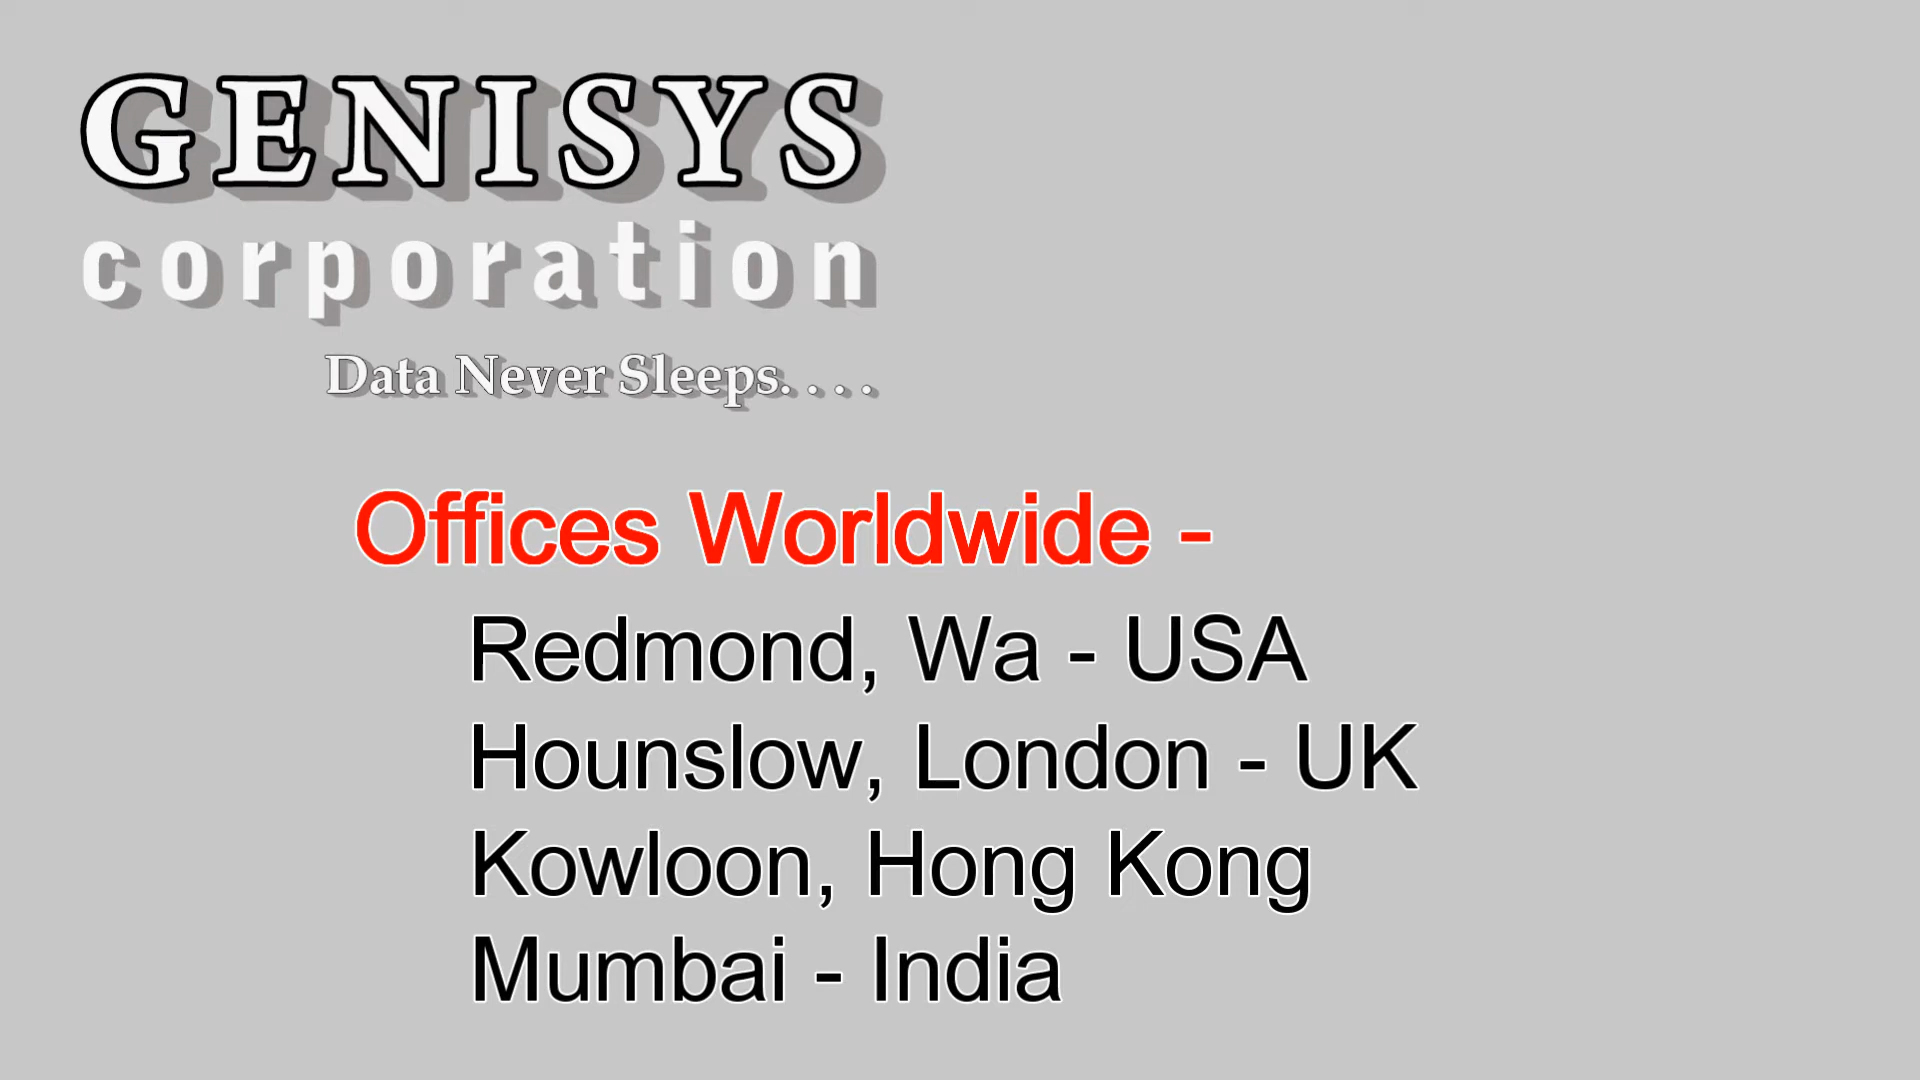 GENISYS
corporation
Data Never Sleeps. . . .
Offices Worldwide -
Redmond, Wa - USA
Hounslow, London - UK
Kowloon, Hong Kong
Mumbai - India